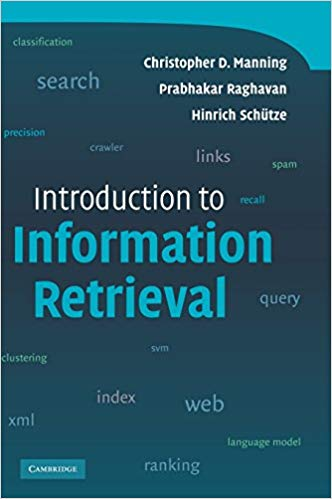 classification
Christopher D. Manning
search
Prabhakar Raghavan
Hinrich Schütze
precision
crawler
links
spam
Introduction to
recall
Information
Retrieval
query
svm
clustering
index
web
xml
language model
CAMBRIDGE
ranking